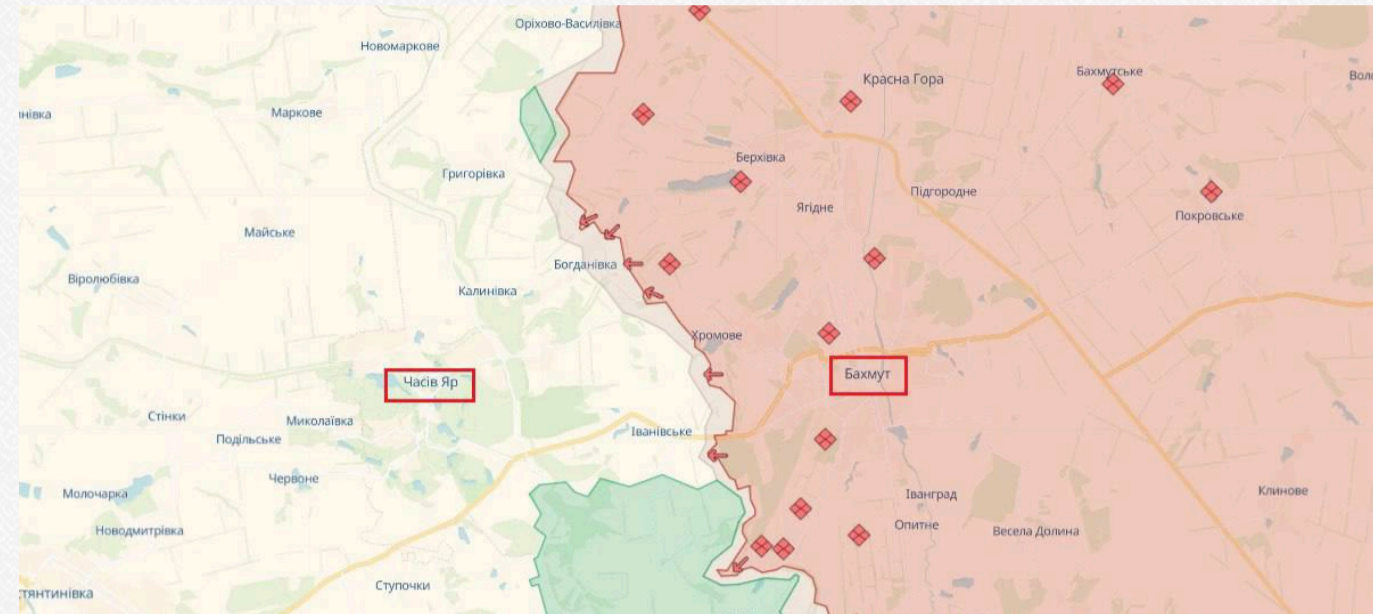 Оріхово-Василівка
Новомаркове
Красна Гора
Бахмутське
Маркове
Берхівка
Григорівка
Підгородне
Ягідне
Покровське
Майське
Богданівка
Віролюбівка
Калинівка
Хромове
Часів Яр
Бахмут
Стінки
Миколаївка
Іванівське
Подільське
Червоне
Молочарка
Іванград
Клинове
Новодмитрівка
Опитне
Весела Долина
Ступочки